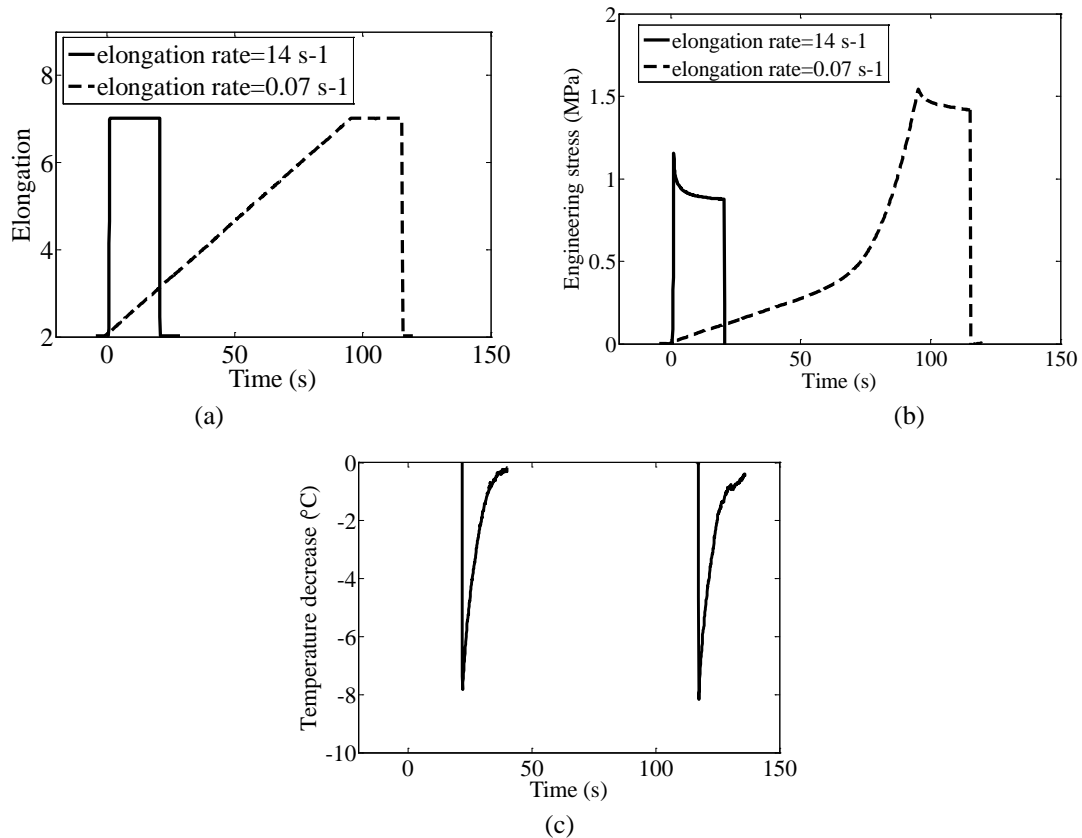 elongation rate=14 s-1
elongation rate=0.07 s-1
8
6
4
2
Elongation
0
50
100
150
Time (s)
(a)
elongation rate=14 s-1
elongation rate=0.07 s-1
2
1.5
1
0.5
0
Engineering stress (MPa)
0
50
100
150
Time (s)
(b)
0
-2
-4
-6
-8
-10
Temperature decrease (°C)
0
50
100
150
Time (s)
(c)